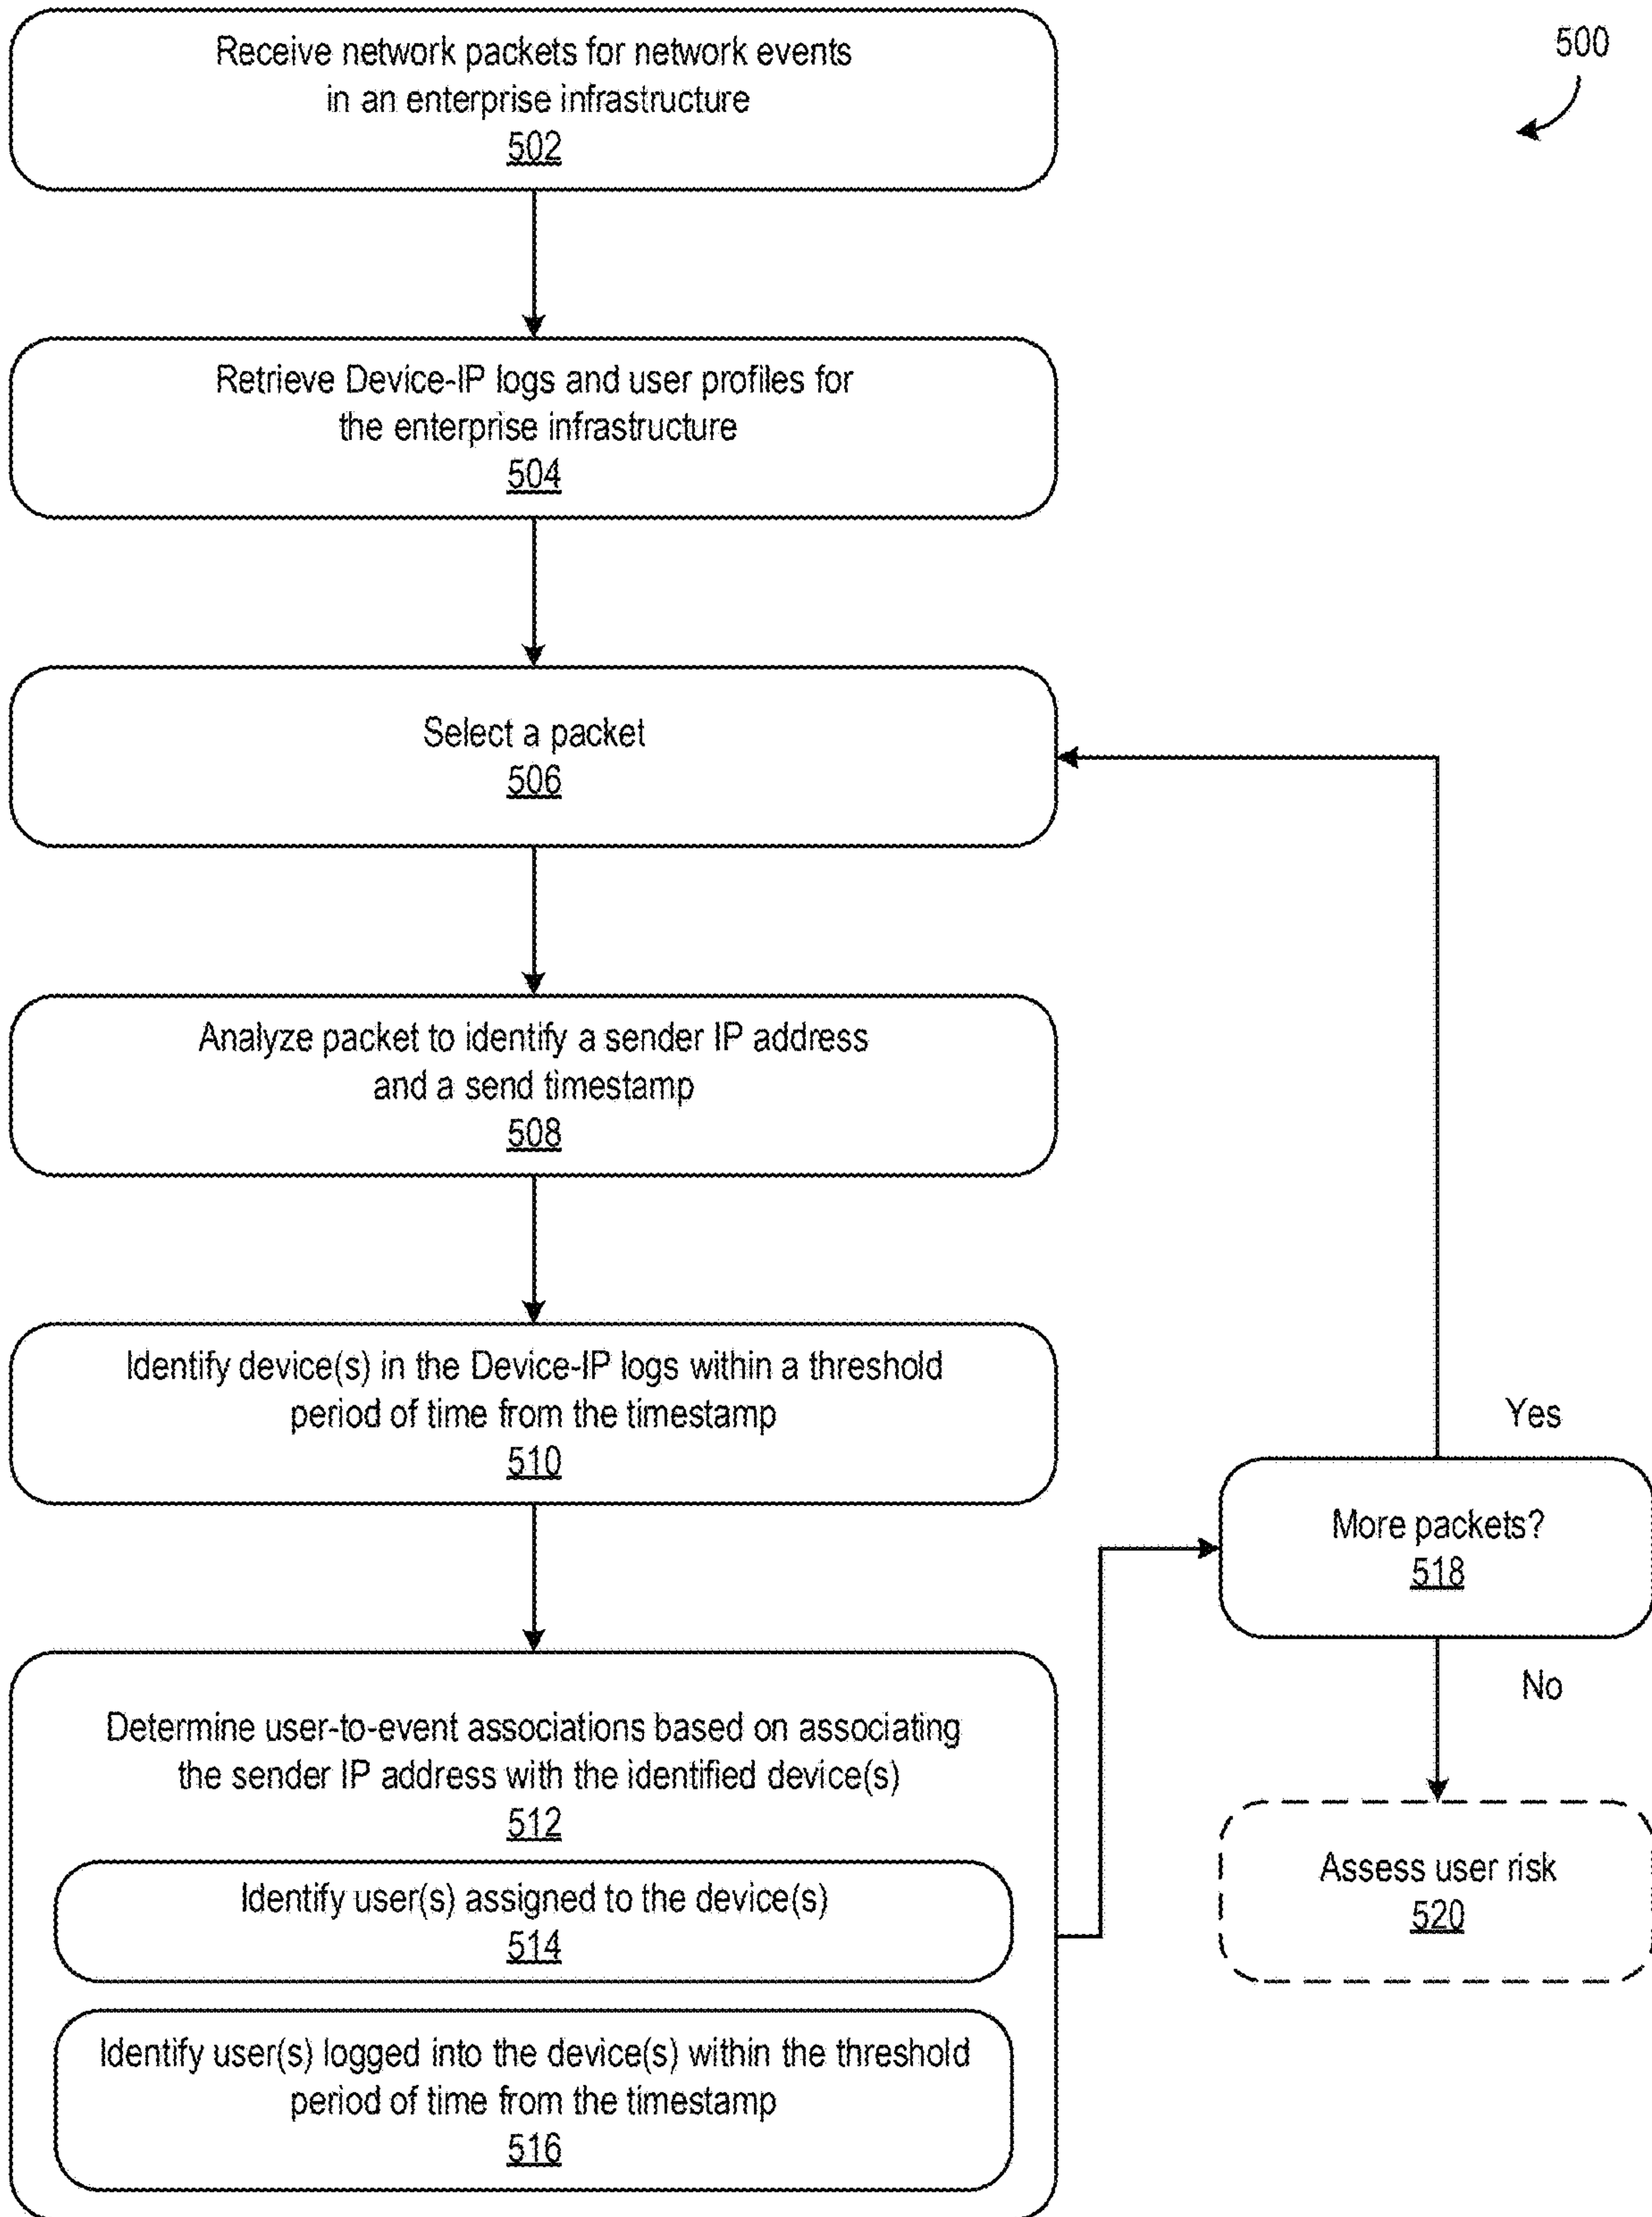 500
Receive network packets for network events
in an enterprise infrastructure
502
Retrieve Device-IP logs and user profiles for
the enterprise infrastructure
504
Select a packet
506
Analyze packet to identify a sender IP address
and a send timestamp
508
Identify device(s) in the Device-IP logs within a threshold
period of time from the timestamp
510
Determine user-to-event associations based on associating
the sender IP address with the identified device(s)
512
Identify user(s) assigned to the device(s)
514
Identify user(s) logged into the device(s) within the threshold
period of time from the timestamp
516
Yes
More packets?
518
No
Assess user risk
520